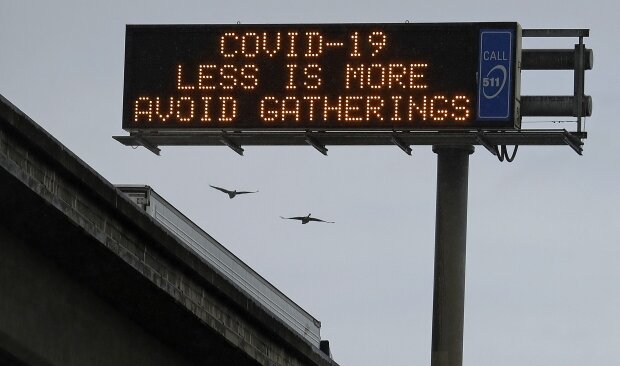 COVID-19
LESS IS MORE
AVOID GATHERINGS
CALL
511